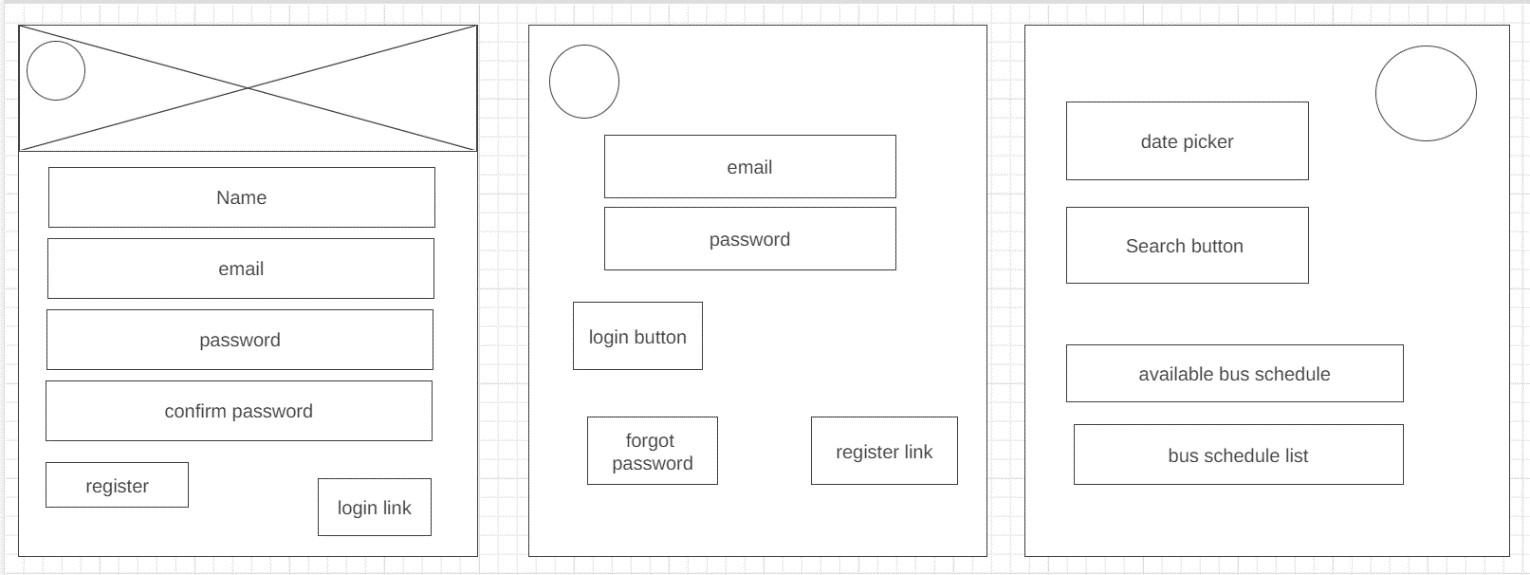 Name
email
password
confirm password
register
login link
email
password
login button
forgot
password
register link
date picker
Search button
available bus schedule
bus schedule list